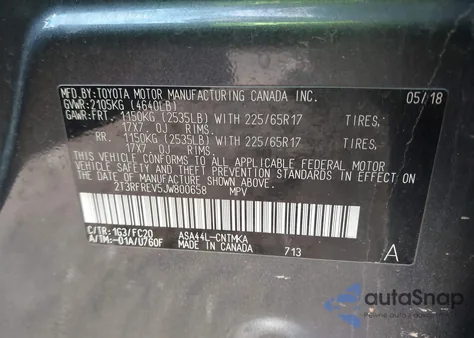 MFD.BY:TOYOTA MOTOR MANUFACTURING CANADA INC. 05/18
GVWR:2105KG (4640LB)
GAWR:FRT. 1150KG (2535LB) WITH 225/65R17 TIRES,
17X7.0J RIMS.
RR. 1150KG (2535LB) WITH 225/65R17 TIRES,
17X7.0J RIMS.
THIS VEHICLE CONFORMS TO ALL APPLICABLE FEDERAL MOTOR
VEHICLE SAFETY AND THEFT PREVENTION STANDARDS IN EFFECT ON
THE DATE OF MANUFACTURE SHOWN ABOVE.
2T3RFREV5JW800658 MPV
C/TR:1G3/FC20 ASA44L-CNTMKA
A/TM:-01A/U760F 713 A
autoSnap